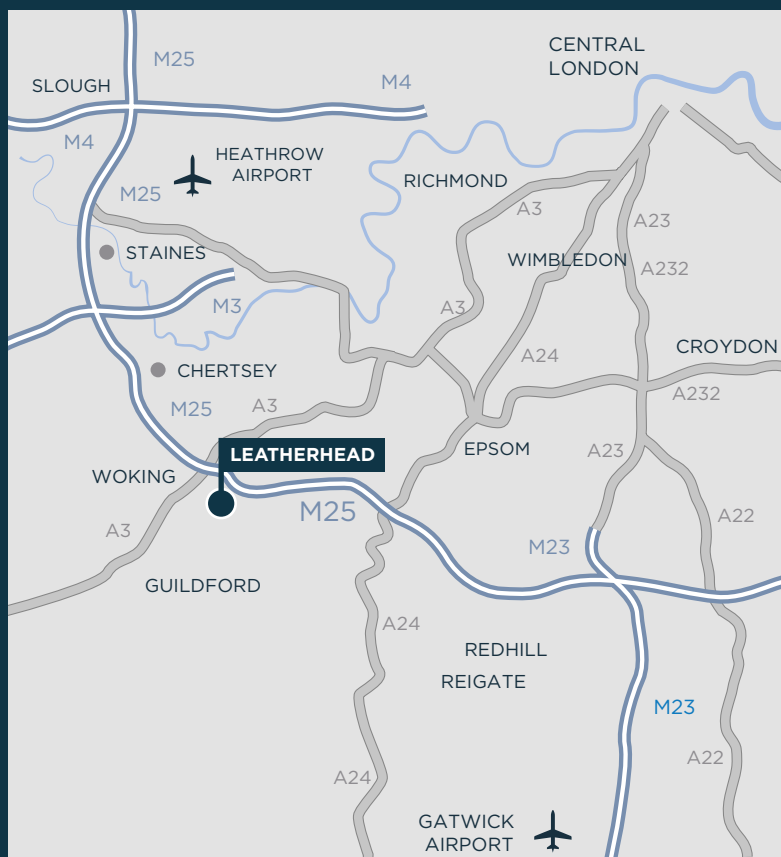 CENTRAL
LONDON
M25
M4
SLOUGH
M4
HEATHROW
AIRPORT
M25
RICHMOND
A3
A23
STAINES
WIMBLEDON
A232
M3
A3
CROYDON
A24
CHERTSEY
A232
M25
A3
LEATHERHEAD
EPSOM
A23
WOKING
M25
A22
A3
M23
GUILDFORD
A24
REDHILL
REIGATE
M23
A22
A24
GATWICK
AIRPORT